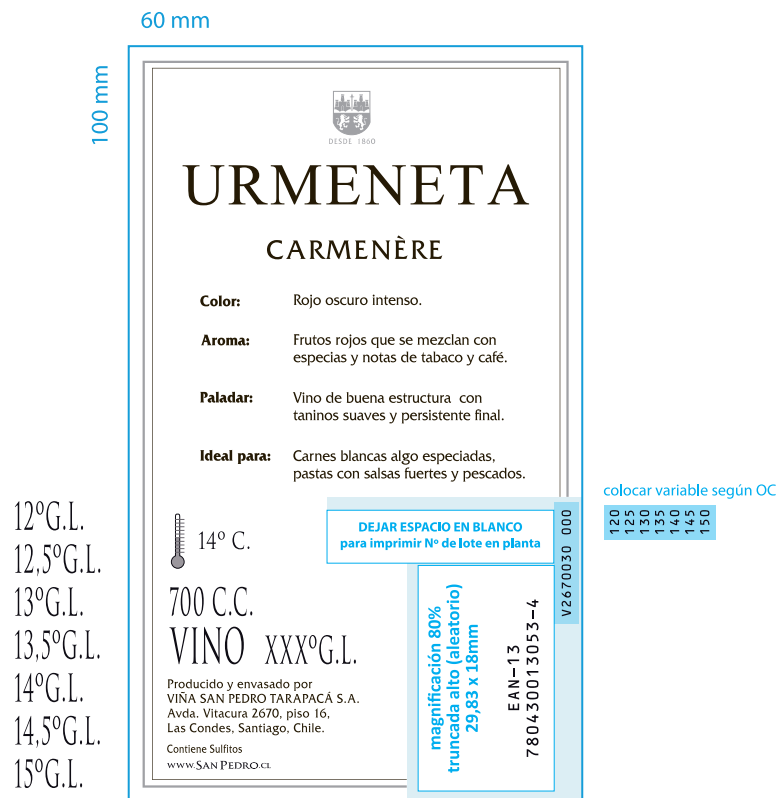 60 mm
100 mm
DESDE 1860
URMENETA
CARMENÈRE
Color: Rojo oscuro intenso.
Aroma: Frutos rojos que se mezclan con
especias y notas de tabaco y café.
Paladar: Vino de buena estructura con
taninos suaves y persistente final.
Ideal para: Carnes blancas algo especiadas,
pastas con salsas fuertes y pescados.
12ºG.L.
12,5ºG.L.
13ºG.L.
13,5ºG.L.
14ºG.L.
14,5ºG.L.
15ºG.L.
14º C.
700 C.C.
VINO XXXºG.L.
Producido y envasado por
VIÑA SAN PEDRO TARAPACÁ S.A.
Avda. Vitacura 2670, piso 16,
Las Condes, Santiago, Chile.
Contiene Sulfitos
WWW.SAN PEDRO.CL
DEJAR ESPACIO EN BLANCO
para imprimir Nº de lote en planta
magnificación 80%
truncada alto (aleatorio)
29,83 x 18mm
EAN-13
780430013053-4
V2670030 000
colocar variable según OC
120
125
130
135
140
145
150